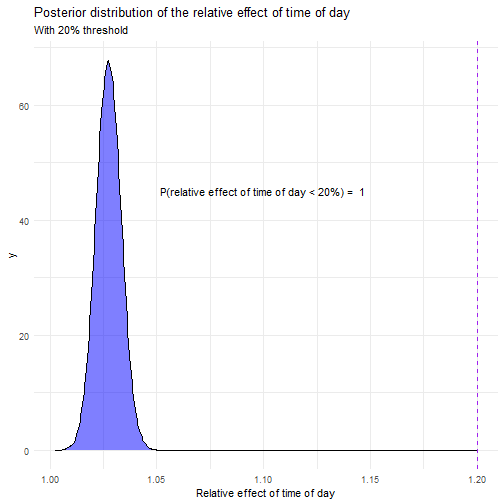 Posterior distribution of the relative effect of time of day
With 20% threshold
60
P(relative effect of time of day < 20%) = 1
40
y
20
0
1.00 1.05 1.10 1.15 1.20
Relative effect of time of day